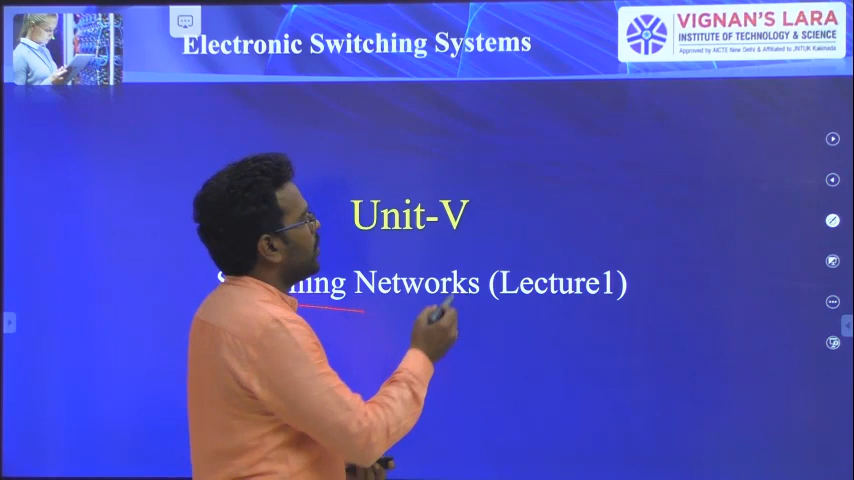 Electronic Switching Systems
VIGNAN'S LARA
INSTITUTE OF TECHNOLOGY & SCIENCE
Approved by AICTE New Delhi & Affiliated to JNTUK Kakinada
Unit-V
Networks (Lecture1)